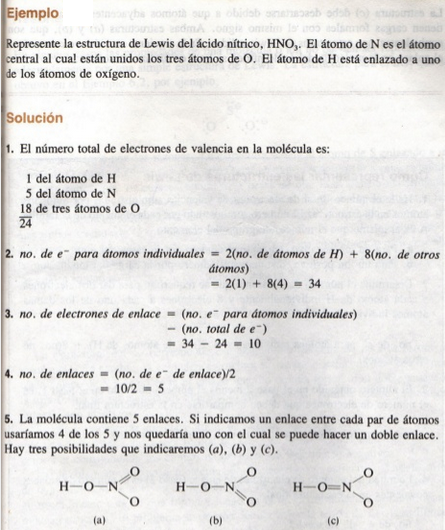 Ejemplo
Represente la estructura de Lewis del ácido nítrico, HNO₃. El átomo de N es el átomo
central al cual están unidos los tres átomos de O. El átomo de H está enlazado a uno
de los átomos de oxígeno.
Solución
1. El número total de electrones de valencia en la molécula es:
1 del átomo de H
5 del átomo de N
18 de tres átomos de O
24
2. no. de e⁻ para átomos individuales = 2(no. de átomos de H) + 8(no. de otros
átomos)
= 2(1) + 8(4) = 34
3. no. de electrones de enlace = (no. e⁻ para átomos individuales)
− (no. total de e⁻)
= 34 − 24 = 10
4. no. de enlaces = (no. de e⁻ de enlace)/2
= 10/2 = 5
5. La molécula contiene 5 enlaces. Si indicamos un enlace entre cada par de átomos
usaríamos 4 de los 5 y nos quedaría uno con el cual se puede hacer un doble enlace.
Hay tres posibilidades que indicaremos (a), (b) y (c).
O O O
H—O—N H—O—N H—O=N
O O O
(a) (b) (c)